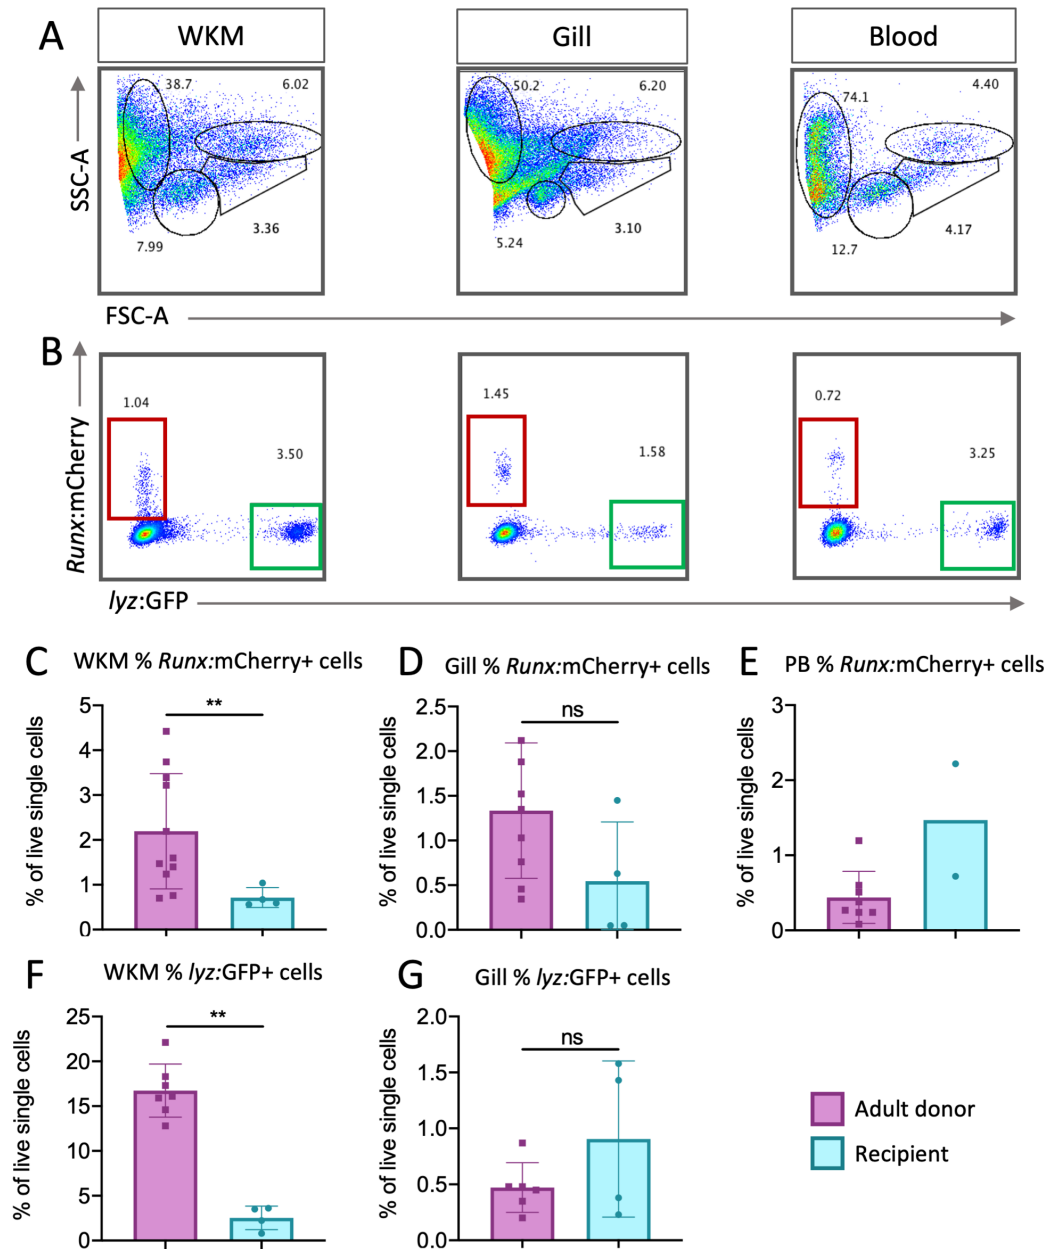 A
WKM
Gill
Blood
38.7
6.02
50.2
6.20
74.1
4.40
SSC-A
7.99
3.36
5.24
3.10
12.7
4.17
FSC-A
B
1.04
3.50
1.45
1.58
0.72
3.25
Runx:mCherry
lyz:GFP
C WKM % Runx:mCherry+ cells
% of live single cells
5
4
3
2
1
0
**
D Gill % Runx:mCherry+ cells
% of live single cells
2.5
2.0
1.5
1.0
0.5
0.0
ns
E PB % Runx:mCherry+ cells
% of live single cells
3
2
1
0
F WKM % lyz:GFP+ cells
% of live single cells
25
20
15
10
5
0
**
G Gill % lyz:GFP+ cells
% of live single cells
2.0
1.5
1.0
0.5
0.0
ns
Adult donor
Recipient